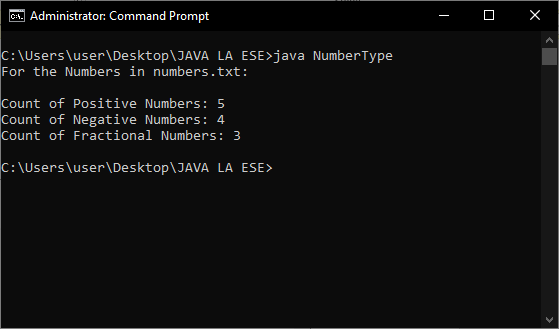 Administrator: Command Prompt
C:\Users\user\Desktop\JAVA LA ESE>java NumberType
For the Numbers in numbers.txt:
Count of Positive Numbers: 5
Count of Negative Numbers: 4
Count of Fractional Numbers: 3
C:\Users\user\Desktop\JAVA LA ESE>